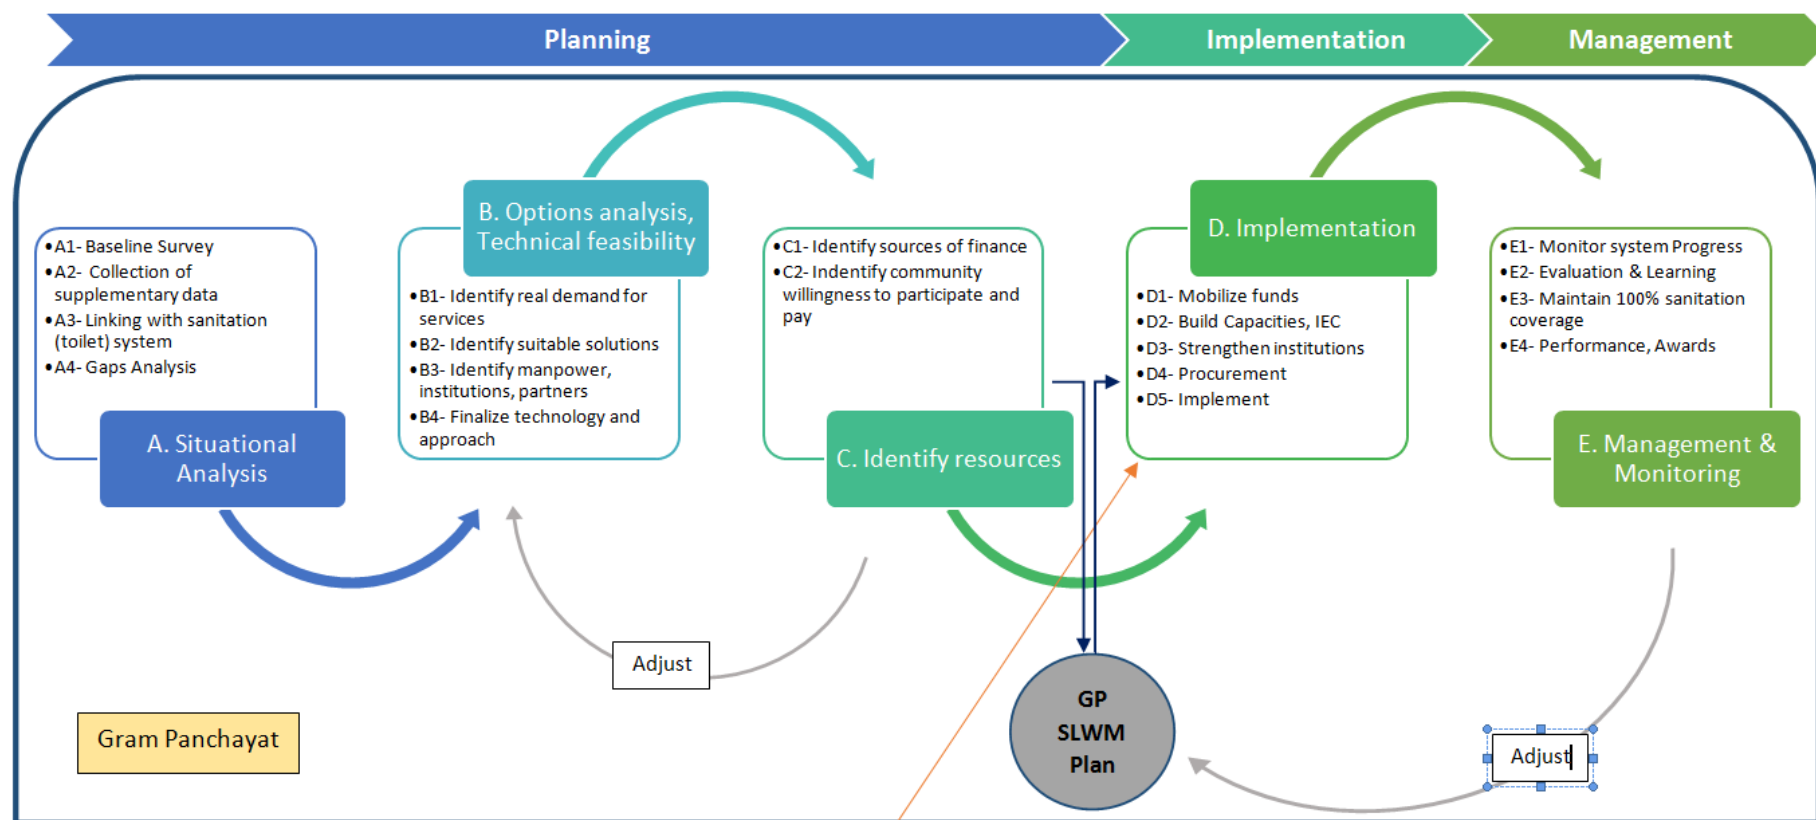 Planning
Implementation
Management
•A1- Baseline Survey
•A2- Collection of
supplementary data
•A3- Linking with sanitation
(toilet) system
•A4- Gaps Analysis
A. Situational
Analysis
B. Options analysis,
Technical feasibility
•B1- Identify real demand for
services
•B2- Identify suitable solutions
•B3- Identify manpower,
institutions, partners
•B4- Finalize technology and
approach
•C1- Identify sources of finance
•C2- Indentify community
willingness to participate and
pay
C. Identify resources
D. Implementation
•D1- Mobilize funds
•D2- Build Capacities, IEC
•D3- Strengthen institutions
•D4- Procurement
•D5- Implement
•E1- Monitor system Progress
•E2- Evaluation & Learning
•E3- Maintain 100% sanitation
coverage
•E4- Performance, Awards
E. Management &
Monitoring
Adjust
GP
SLWM
Plan
Adjust
Gram Panchayat